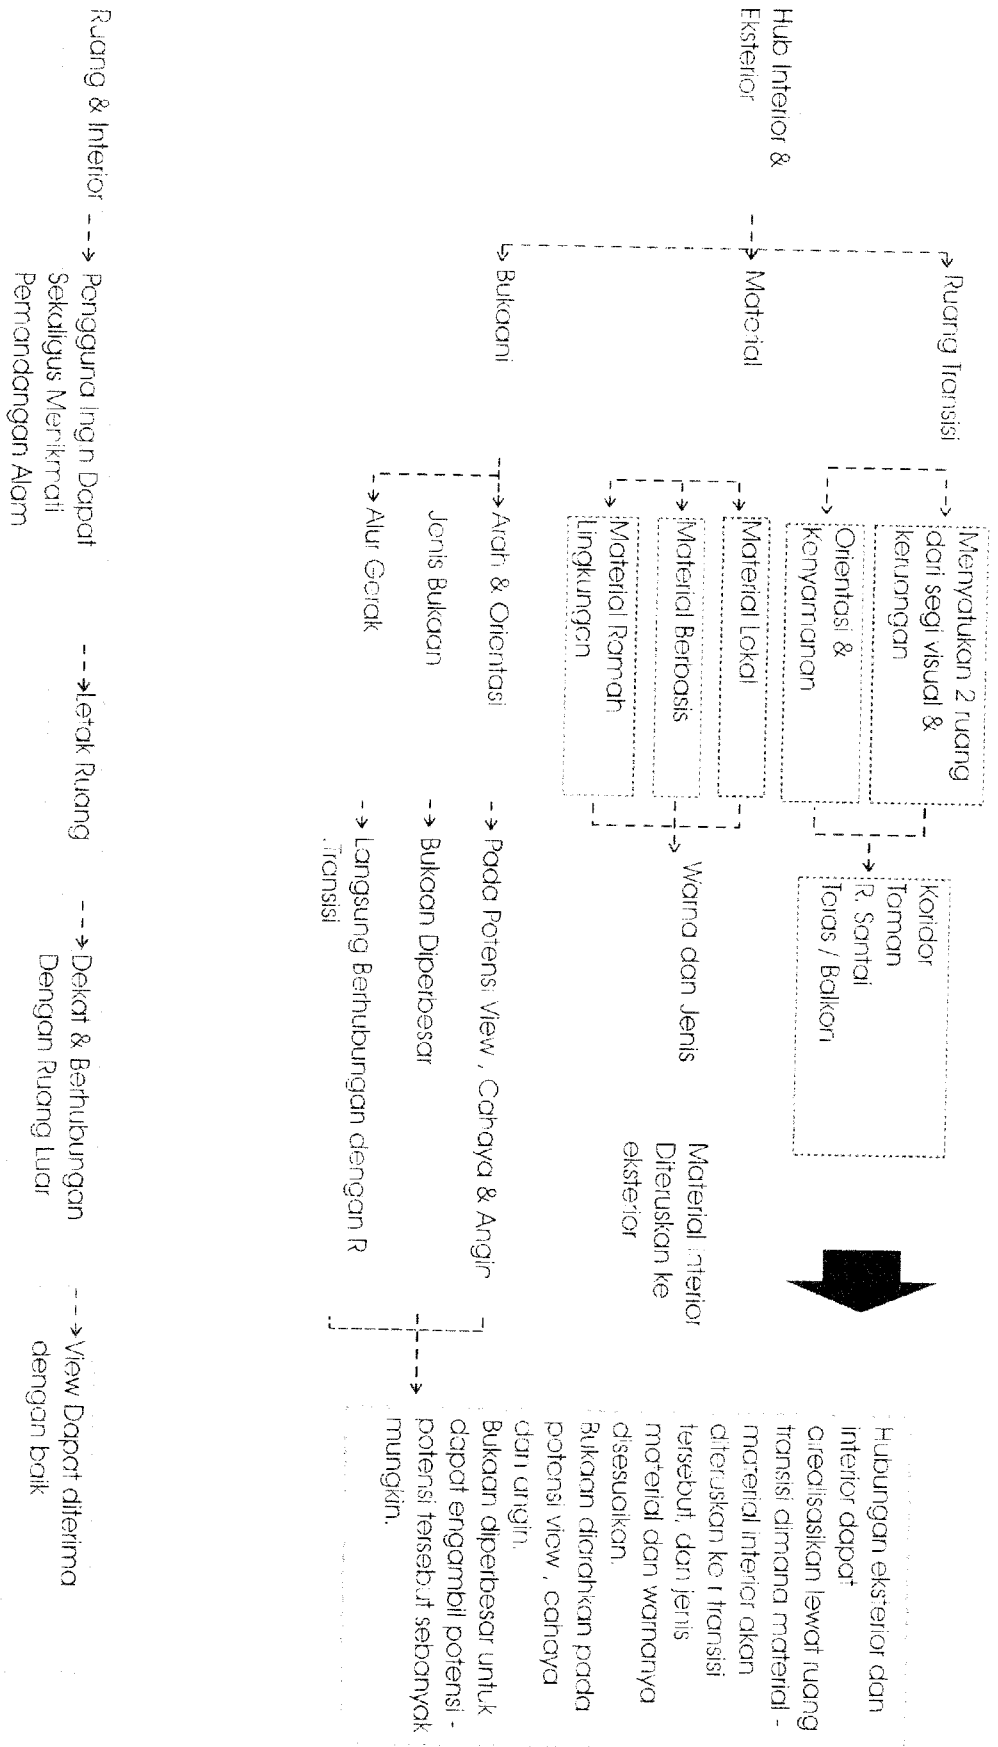 Hub Interior &
Eksterior
Ruang Transisi
Material
Bukaani
Menyatukan 2 ruang
dari segi visual &
keruangan
Orientasi &
Kenyamanan
Material Lokal
Material Berbasis
Material Ramah
Lingkungan
Arah & Orientasi
Jenis Bukaan
Alur Gerak
Koridor
Taman
R. Santai
Teras / Balkon
Warna dan Jenis
Material interior
Diteruskan ke
eksterior
Pada Potensi View , Cahaya & Angin
Bukaan Diperbesar
Langsung Berhubungan dengan R
.Transisi
Hubungan eksterior dan
interior dapat
direalisasikan lewat ruang
transisi dimana material -
material interior akan
diteruskan ke r transisi
tersebut, dan jenis
material dan warnanya
disesuaikan.
Bukaan diarahkan pada
potensi view , cahaya
dan angin.
Bukaan diperbesar untuk
dapat engambil potensi -
potensi tersebut sebanyak
mungkin.
Ruang & Interior
Pengguna Ingin Dapat
Sekaligus Menikmati
Pemandangan Alam
Letak Ruang
Dekat & Berhubungan
Dengan Ruang Luar
View Dapat diterima
dengan baik